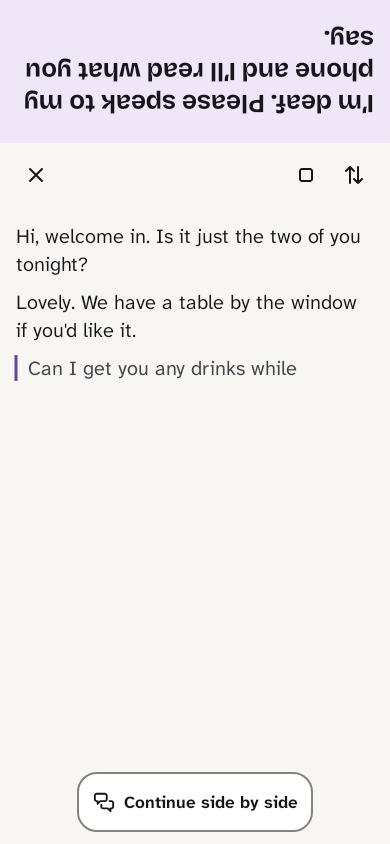 I'm deaf. Please speak to my
phone and I'll read what you
say.
Hi, welcome in. Is it just the two of you
tonight?
Lovely. We have a table by the window
if you'd like it.
Can I get you any drinks while
Continue side by side